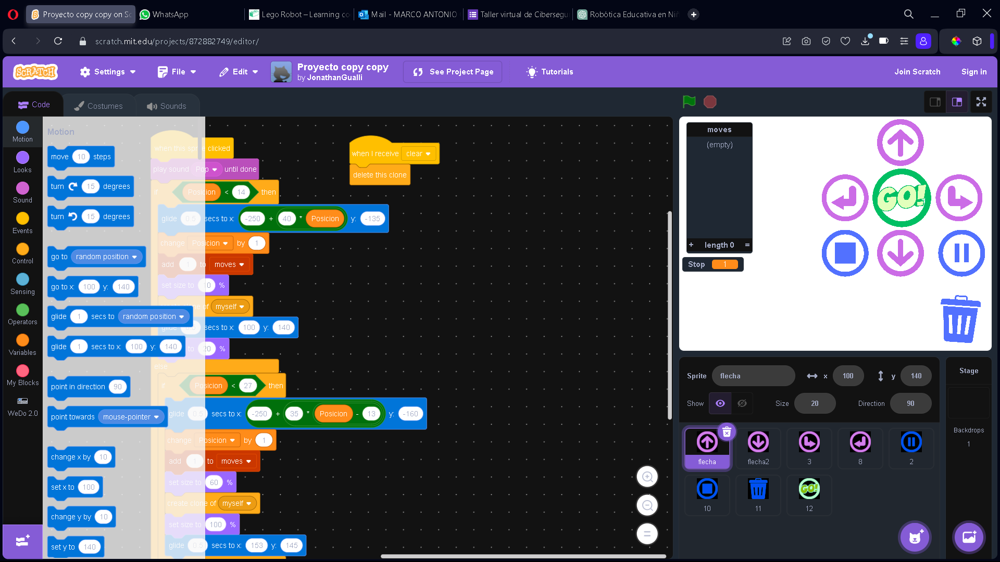 Proyecto copy copy on Sc
WhatsApp
Lego Robot – Learning co
Mail - MARCO ANTONIO
Taller virtual de Cibersegu
Robótica Educativa en Niñ
scratch.mit.edu/projects/872882749/editor/
SCRATCH
Settings
File
Edit
Proyecto copy copy
by JonathanGualli
See Project Page
Tutorials
Join Scratch
Sign in
Code
Costumes
Sounds
Motion
Looks
Sound
Events
Control
Sensing
Operators
Variables
My Blocks
WeDo 2.0
Motion
move 10 steps
turn 15 degrees
turn 15 degrees
go to random position
go to x: 100 y: 140
glide 1 secs to random position
glide 1 secs to x: 100 y: 140
point in direction 90
point towards mouse-pointer
change x by 10
set x to 100
change y by 10
set y to 140
when this spr e clicked
play sound Pop until done
if Posicion < 14 then
glide 0.5 secs to x: -250 + 40 * Posicion y: -135
change Posicion by 1
add 1 to moves
set size to 0 %
e of myself
glide 0.5 secs to x: 100 y: 140
to 20 %
else
if Posicion < 27 then
glide 0.5 secs to x: -250 + 35 * Posicion - 13 y: -160
change Posicion by 1
add 1 to moves
set size to 60 %
create clone of myself
set size to 100 %
glide 0.5 secs to x: 153 y: 145
when I receive clear
delete this clone
moves
(empty)
+ length 0 =
Stop 1
GO!
Sprite flecha x 100 y 140
Show Size 20 Direction 90
flecha
flecha2
3
8
2
10
11
GO!
12
Stage
Backdrops
1